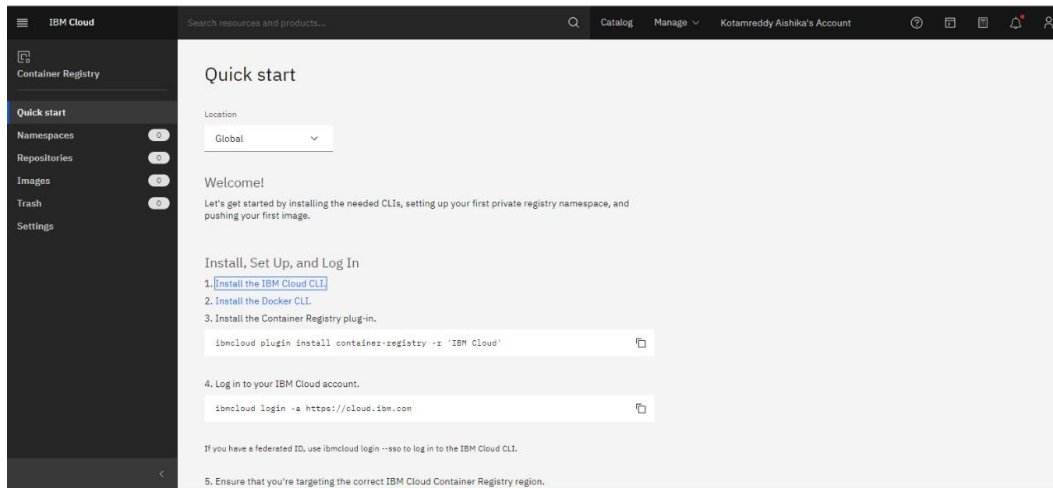 IBM Cloud
Search resources and products...
Catalog
Manage
Kotamreddy Aishika's Account
Container Registry
Quick start
Namespaces 0
Repositories 0
Images 0
Trash 0
Settings
Quick start
Location
Global
Welcome!
Let's get started by installing the needed CLIs, setting up your first private registry namespace, and
pushing your first image.
Install, Set Up, and Log In
1. Install the IBM Cloud CLI.
2. Install the Docker CLI.
3. Install the Container Registry plug-in.
ibmcloud plugin install container-registry -r 'IBM Cloud'
4. Log in to your IBM Cloud account.
ibmcloud login -a https://cloud.ibm.com
If you have a federated ID, use ibmcloud login --sso to log in to the IBM Cloud CLI.
5. Ensure that you're targeting the correct IBM Cloud Container Registry region.